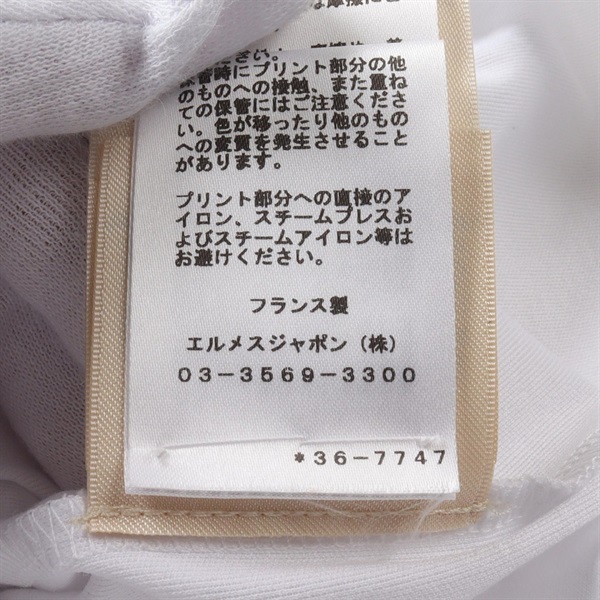 ください。
保管時にプリント部分の他
のものへの接触、また重ね
ての保管にはご注意くださ
い。色が移ったり他のもの
への変質を発生させること
があります。
プリント部分への直接のア
イロン、スチームプレスお
よびスチームアイロン等は
お避けください。
フランス製
エルメスジャポン（株）
03-3569-3300
*36-7747